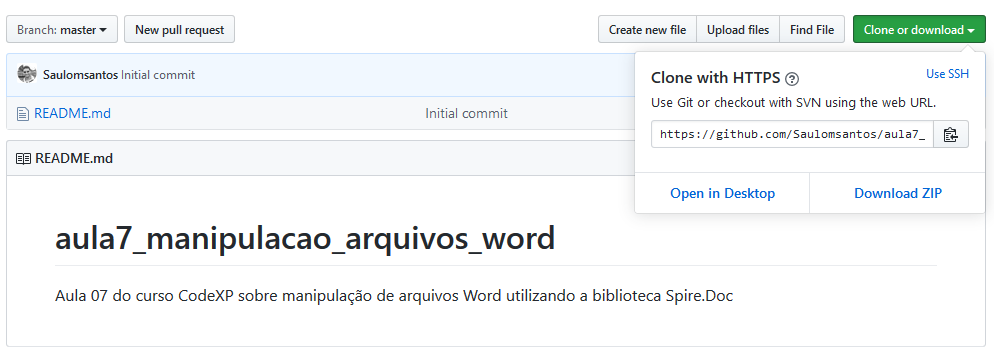 Branch: master New pull request Create new file Upload files Find File Clone or download
Saulomsantos Initial commit
Clone with HTTPS ? Use SSH
Use Git or checkout with SVN using the web URL.
https://github.com/Saulomsantos/aula7_
Open in Desktop Download ZIP
README.md Initial commit
README.md
aula7_manipulacao_arquivos_word
Aula 07 do curso CodeXP sobre manipulação de arquivos Word utilizando a biblioteca Spire.Doc